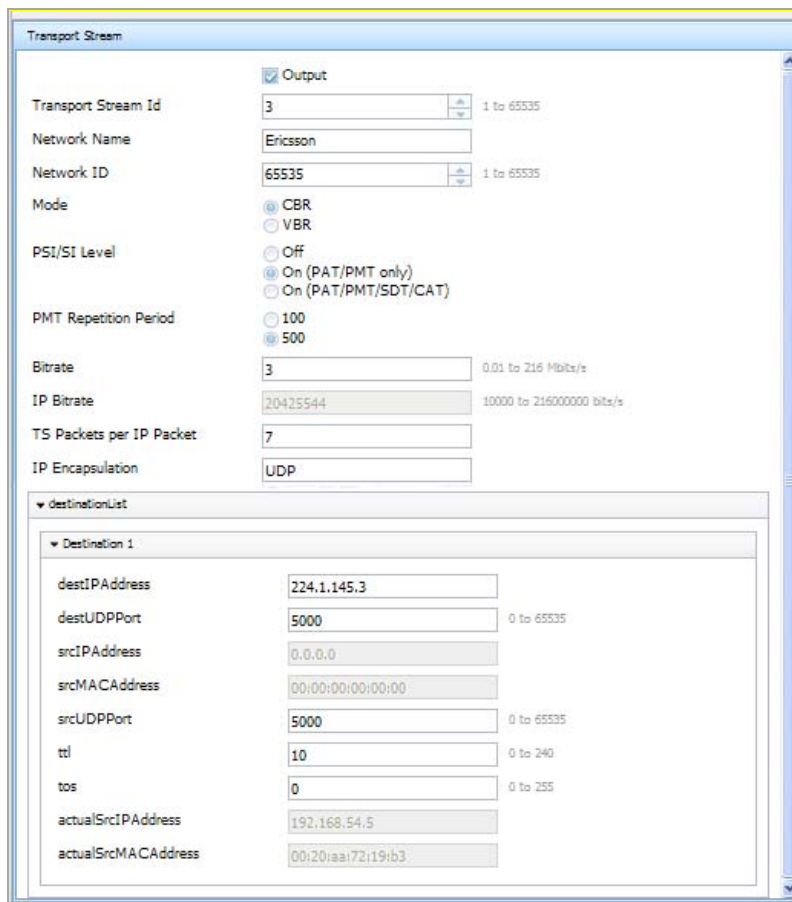 Transport Stream
Output
Transport Stream Id 3 1 to 65535
Network Name Ericsson
Network ID 65535 1 to 65535
Mode CBR
VBR
PSI/SI Level Off
On (PAT/PMT only)
On (PAT/PMT/SDT/CAT)
PMT Repetition Period 100
500
Bitrate 3 0.01 to 216 Mbits/s
IP Bitrate 20425544 10000 to 216000000 bits/s
TS Packets per IP Packet 7
IP Encapsulation UDP
destinationList
Destination 1
destIPAddress 224.1.145.3
destUDPPort 5000 0 to 65535
srcIPAddress 0.0.0.0
srcMACAddress 00:00:00:00:00:00
srcUDPPort 5000 0 to 65535
ttl 10 0 to 240
tos 0 0 to 255
actualSrcIPAddress 192.168.54.5
actualSrcMACAddress 00:20:aa:72:19:b3